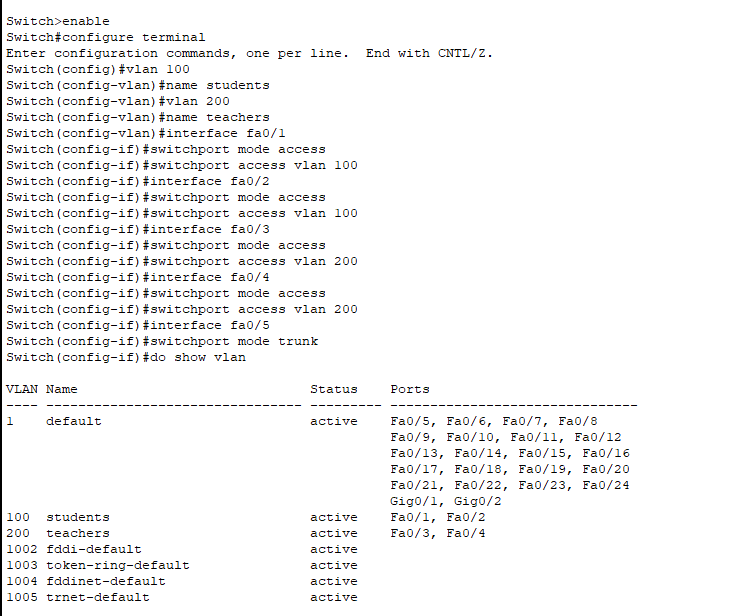 Switch>enable
Switch#configure terminal
Enter configuration commands, one per line.  End with CNTL/Z.
Switch(config)#vlan 100
Switch(config-vlan)#name students
Switch(config-vlan)#vlan 200
Switch(config-vlan)#name teachers
Switch(config-vlan)#interface fa0/1
Switch(config-if)#switchport mode access
Switch(config-if)#switchport access vlan 100
Switch(config-if)#interface fa0/2
Switch(config-if)#switchport mode access
Switch(config-if)#switchport access vlan 100
Switch(config-if)#interface fa0/3
Switch(config-if)#switchport mode access
Switch(config-if)#switchport access vlan 200
Switch(config-if)#interface fa0/4
Switch(config-if)#switchport mode access
Switch(config-if)#switchport access vlan 200
Switch(config-if)#interface fa0/5
Switch(config-if)#switchport mode trunk
Switch(config-if)#do show vlan

VLAN Name                             Status    Ports
---- -------------------------------- --------- -------------------------------
1    default                          active    Fa0/5, Fa0/6, Fa0/7, Fa0/8
                                                Fa0/9, Fa0/10, Fa0/11, Fa0/12
                                                Fa0/13, Fa0/14, Fa0/15, Fa0/16
                                                Fa0/17, Fa0/18, Fa0/19, Fa0/20
                                                Fa0/21, Fa0/22, Fa0/23, Fa0/24
                                                Gig0/1, Gig0/2
100  students                         active    Fa0/1, Fa0/2
200  teachers                         active    Fa0/3, Fa0/4
1002 fddi-default                     active
1003 token-ring-default               active
1004 fddinet-default                  active
1005 trnet-default                    active